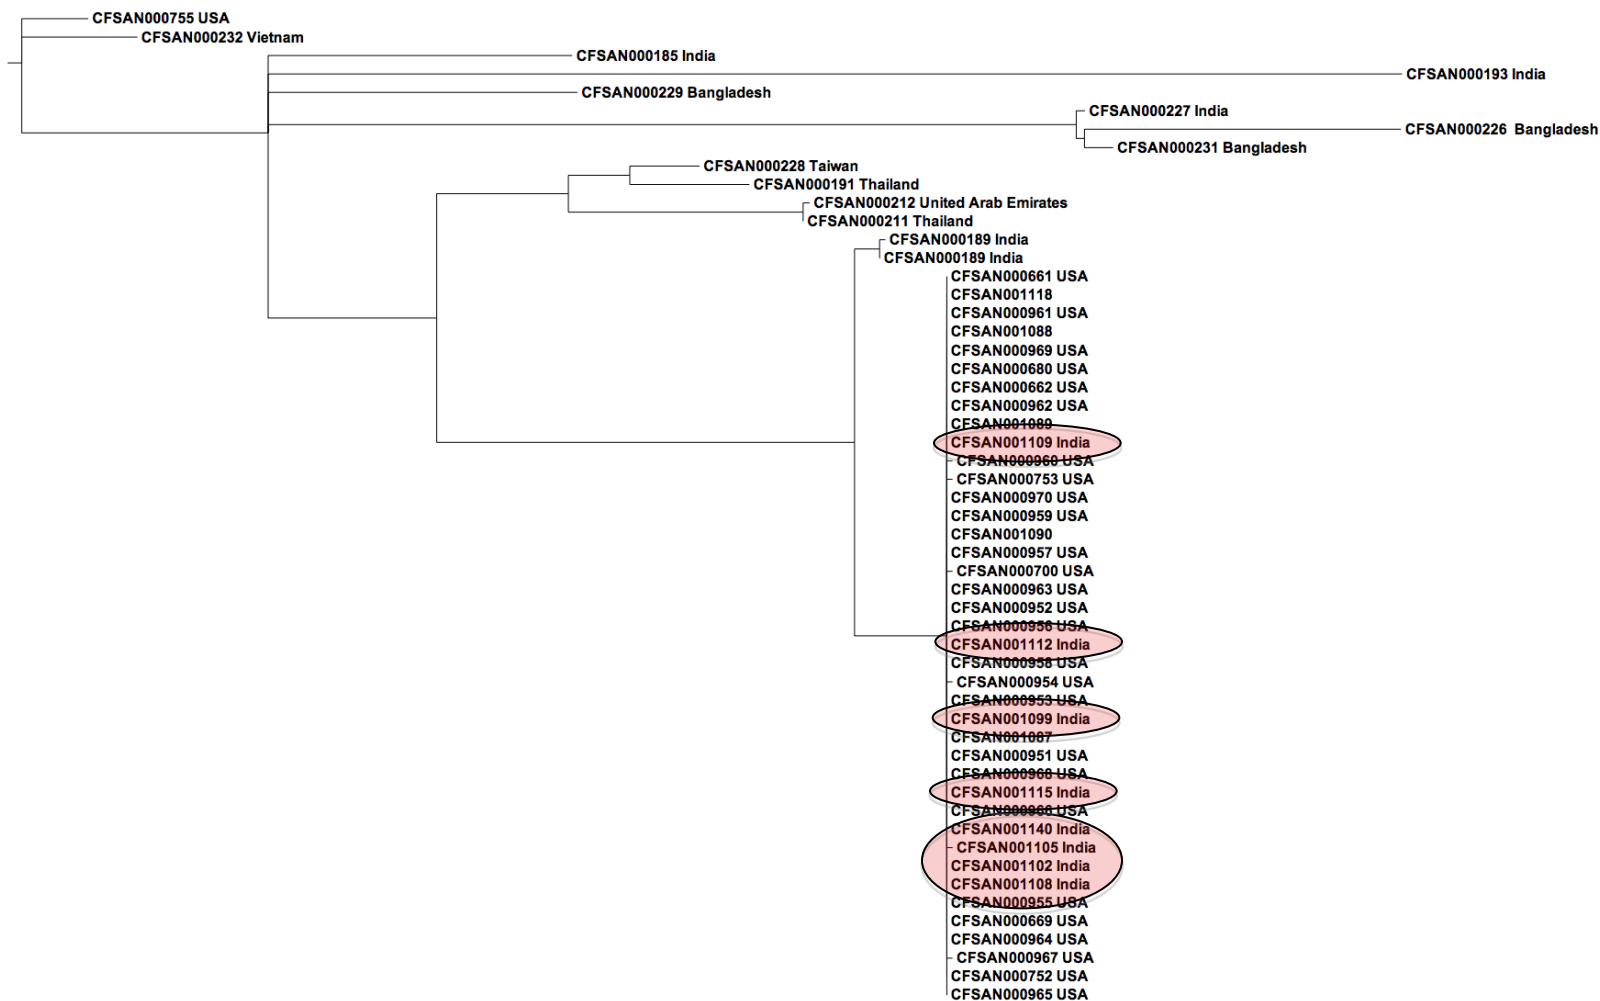 CFSAN000755 USA
CFSAN000232 Vietnam
CFSAN000185 India
CFSAN000193 India
CFSAN000229 Bangladesh
CFSAN000227 India
CFSAN000226 Bangladesh
CFSAN000231 Bangladesh
CFSAN000228 Taiwan
CFSAN000191 Thailand
CFSAN000212 United Arab Emirates
CFSAN000211 Thailand
CFSAN000189 India
CFSAN000189 India
CFSAN000661 USA
CFSAN001118
CFSAN000961 USA
CFSAN001088
CFSAN000969 USA
CFSAN000680 USA
CFSAN000662 USA
CFSAN000962 USA
CFSAN001089
CFSAN001109 India
CFSAN000960 USA
CFSAN000753 USA
CFSAN000970 USA
CFSAN000959 USA
CFSAN001090
CFSAN000957 USA
CFSAN000700 USA
CFSAN000963 USA
CFSAN000952 USA
CFSAN000956 USA
CFSAN001112 India
CFSAN000958 USA
CFSAN000954 USA
CFSAN000953 USA
CFSAN001099 India
CFSAN001087
CFSAN000951 USA
CFSAN000968 USA
CFSAN001115 India
CFSAN000966 USA
CFSAN001140 India
CFSAN001105 India
CFSAN001102 India
CFSAN001108 India
CFSAN000955 USA
CFSAN000669 USA
CFSAN000964 USA
CFSAN000967 USA
CFSAN000752 USA
CFSAN000965 USA